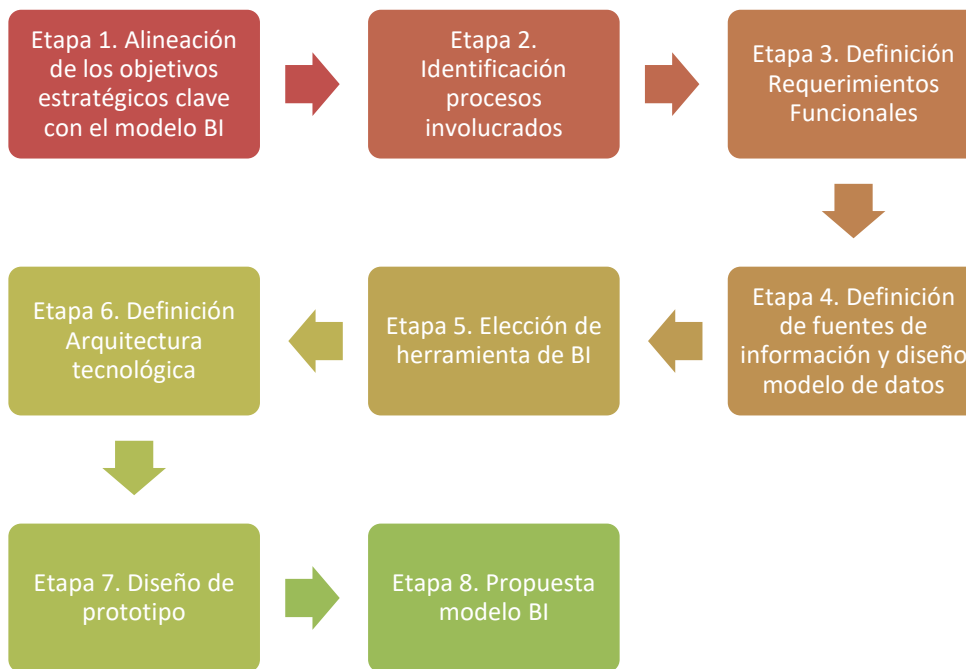 Etapa 1. Alineación
de los objetivos
estratégicos clave
con el modelo BI
Etapa 2.
Identificación
procesos
involucrados
Etapa 3. Definición
Requerimientos
Funcionales
Etapa 4. Definición
de fuentes de
información y diseño
modelo de datos
Etapa 5. Elección de
herramienta de BI
Etapa 6. Definición
Arquitectura
tecnológica
Etapa 7. Diseño de
prototipo
Etapa 8. Propuesta
modelo BI